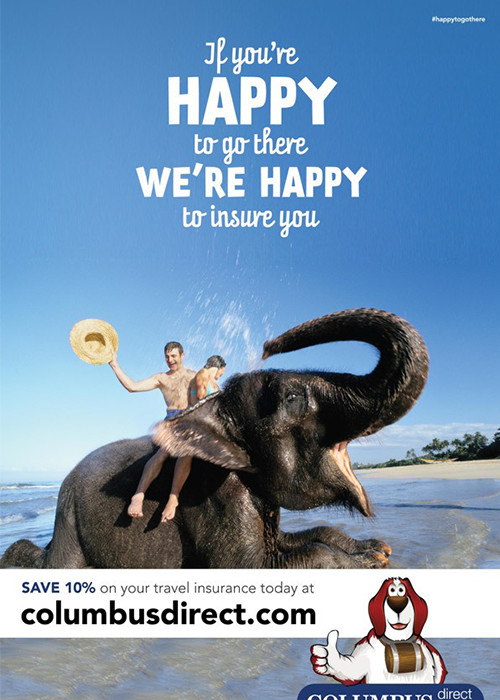 #happytogothere
If you're
HAPPY
to go there
WE'RE HAPPY
to insure you
SAVE 10% on your travel insurance today at
columbusdirect.com
COLUMBUS direct